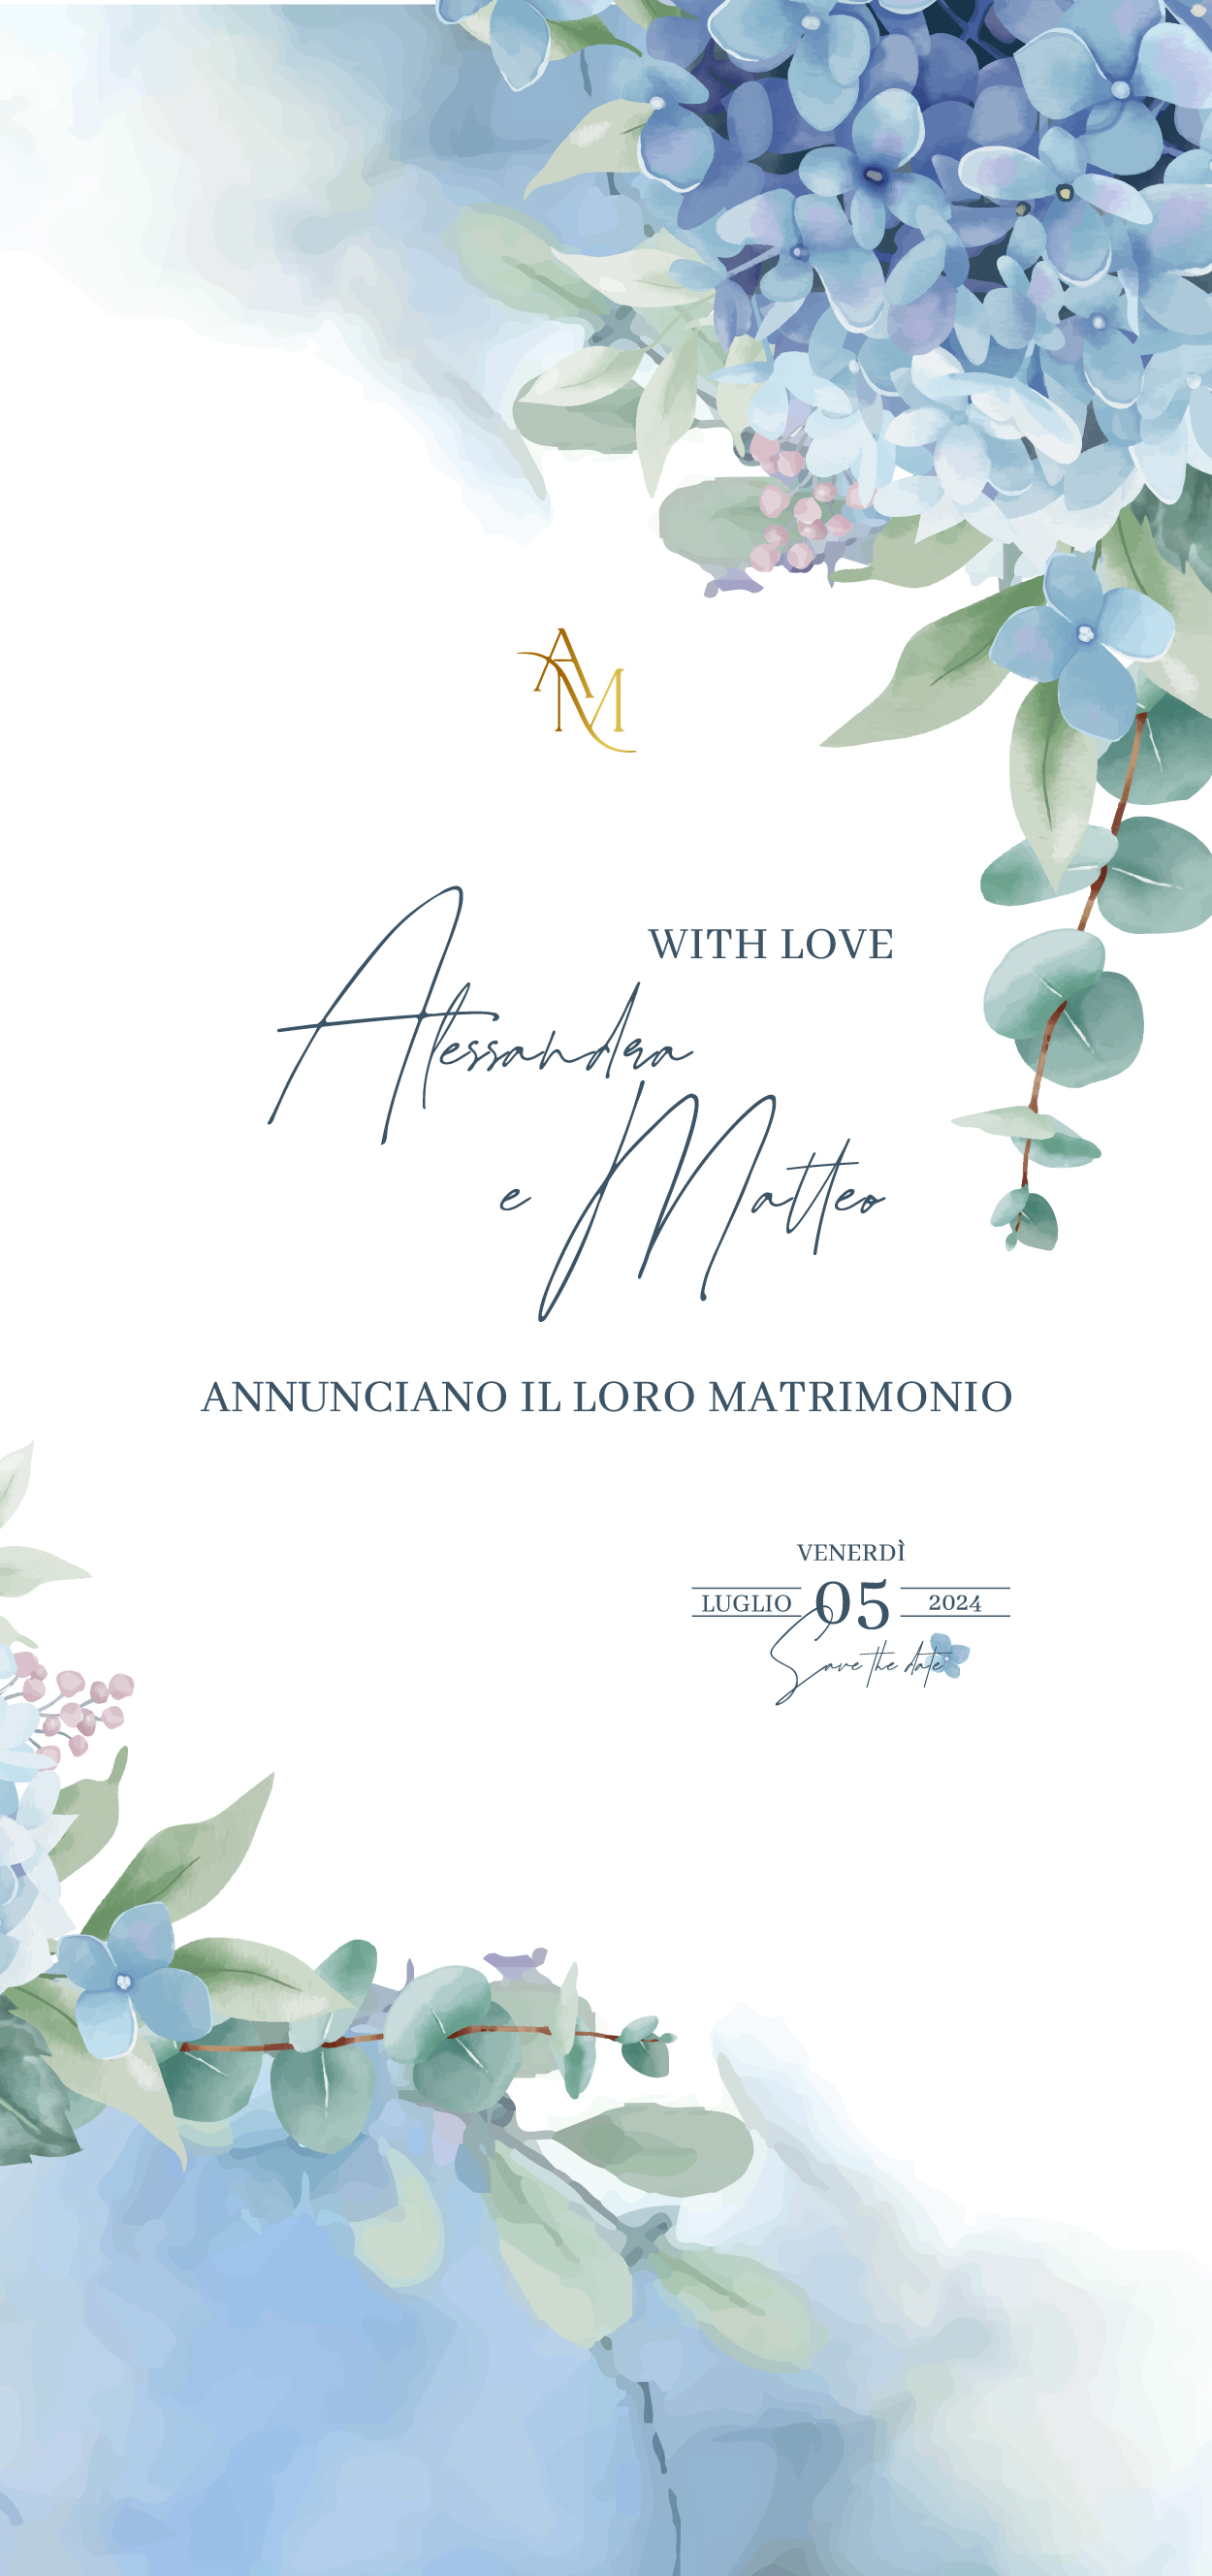 AM
WITH LOVE
Alessandra
e Matteo
ANNUNCIANO IL LORO MATRIMONIO
VENERDÌ
LUGLIO 05 2024
Save the date